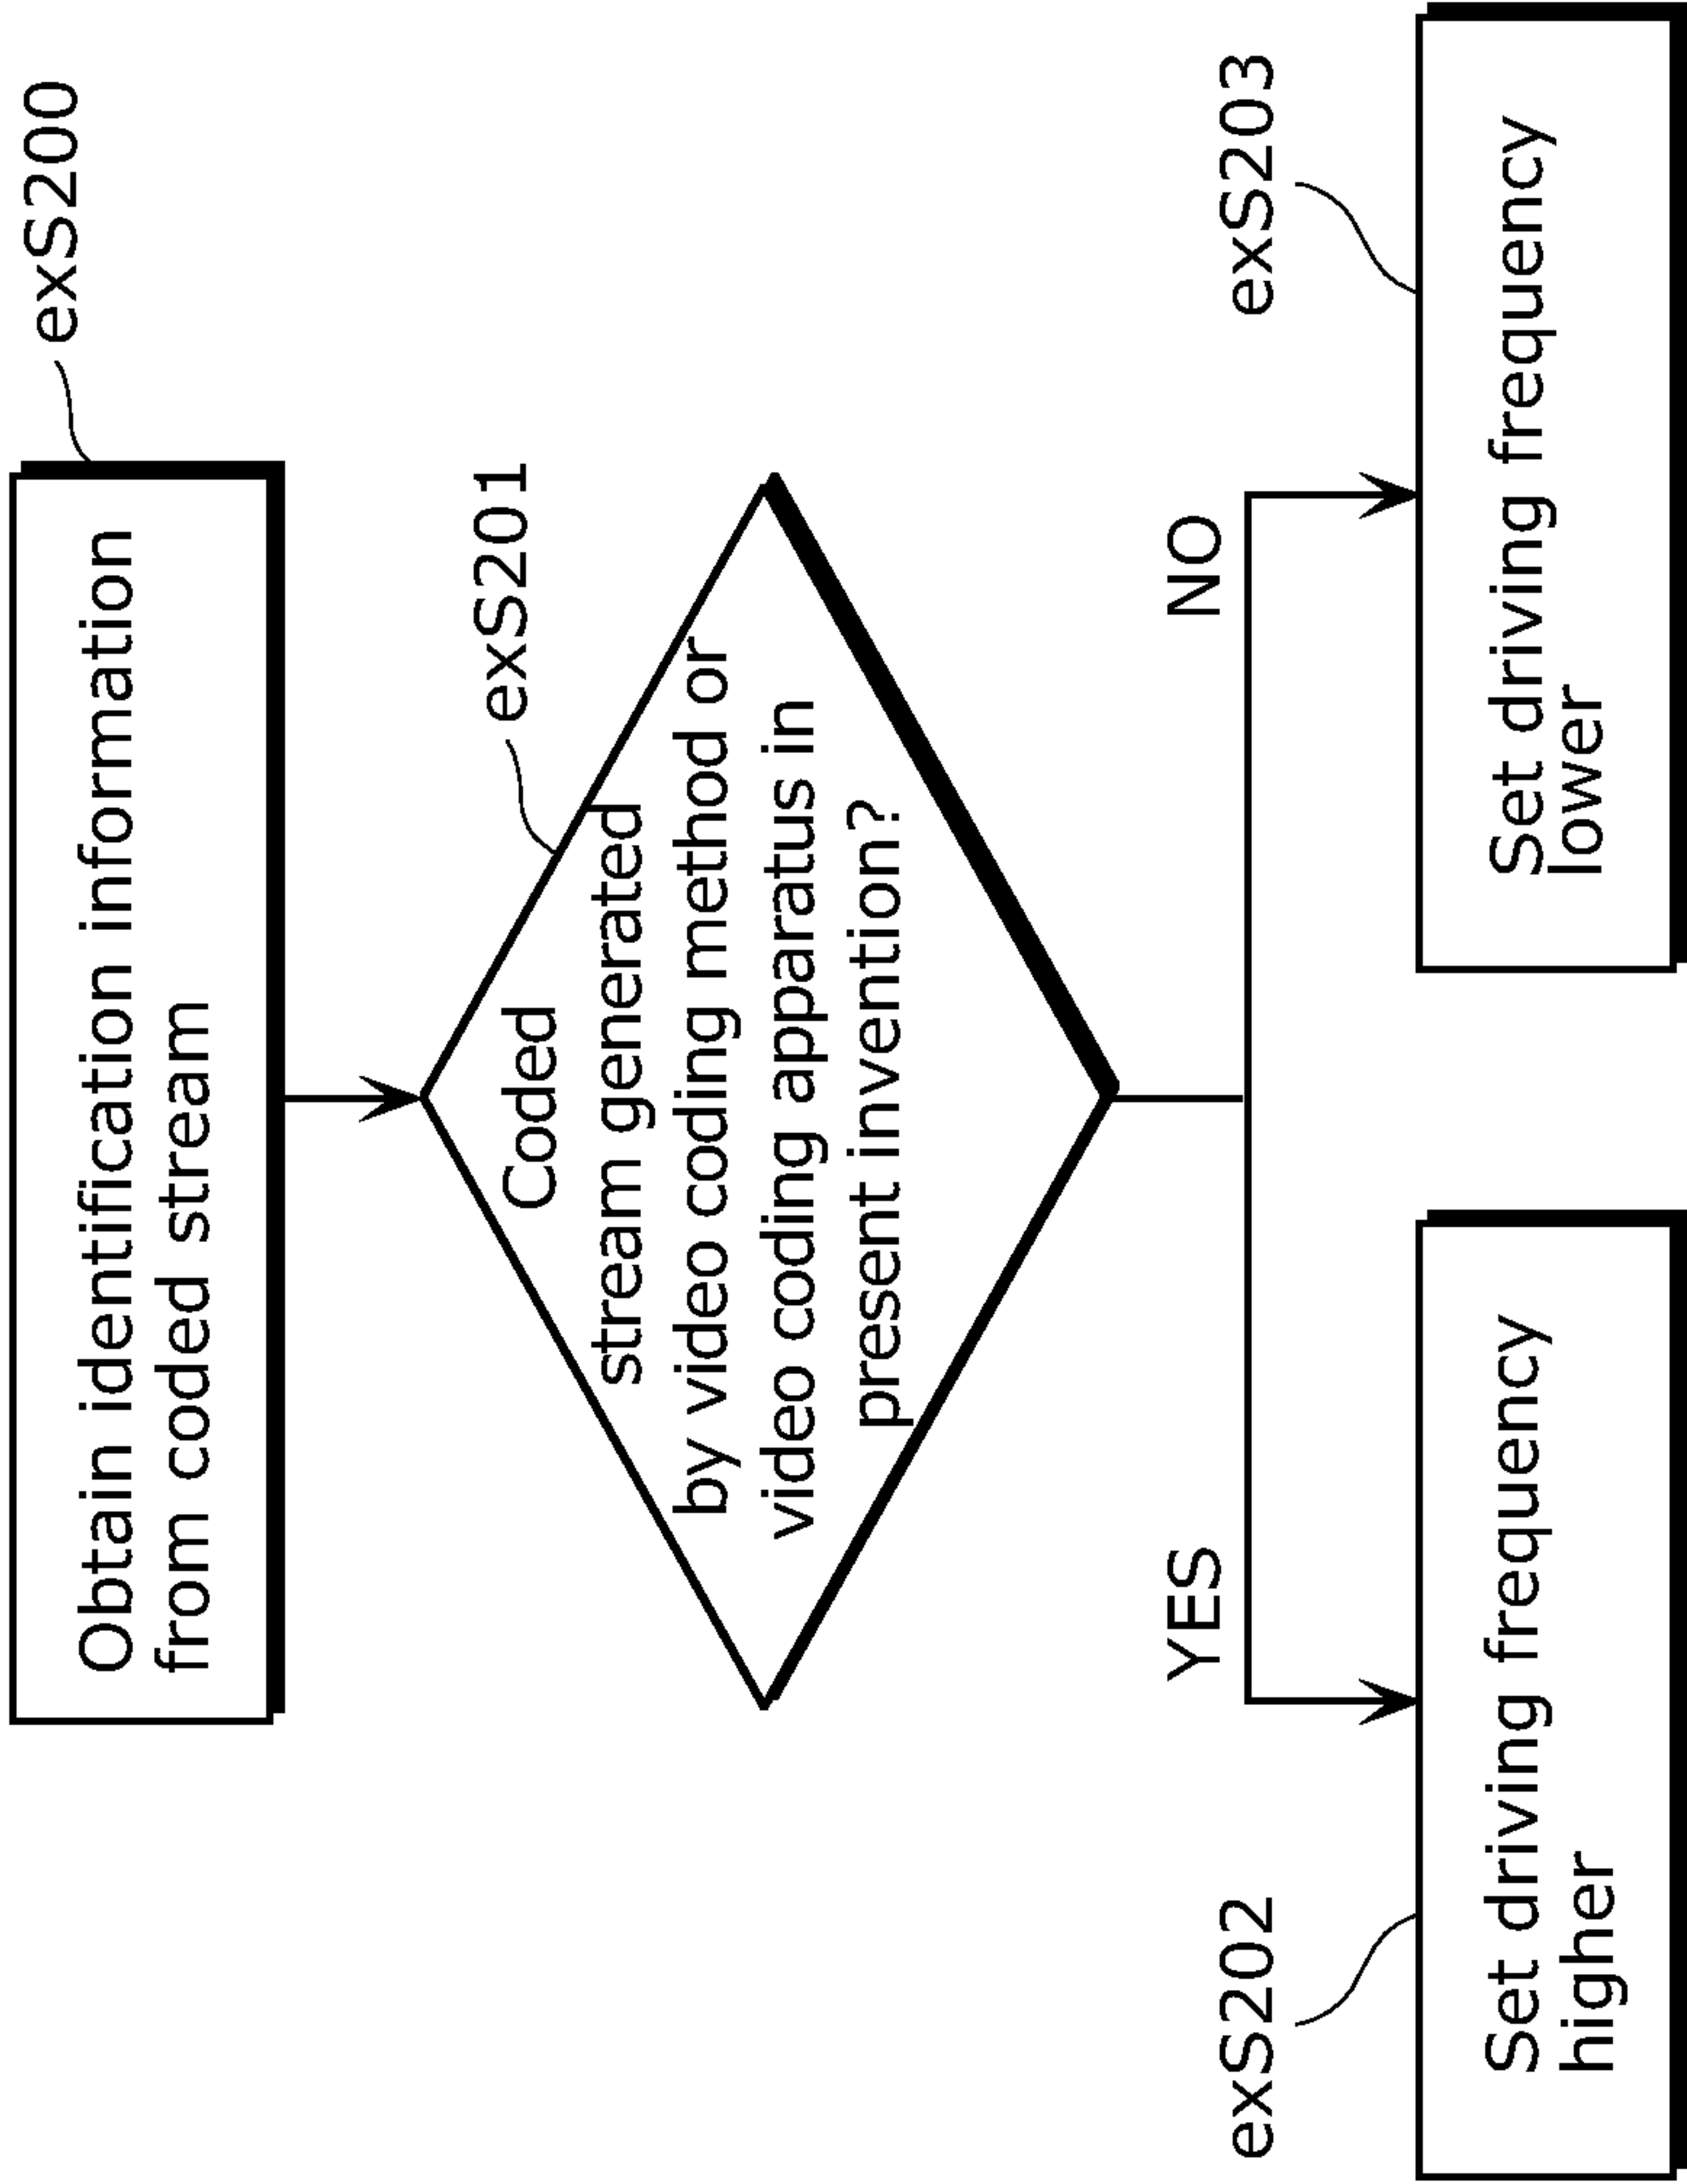 exS200
Obtain identification information
from coded stream
exS201
Coded
stream generated
by video coding method or
video coding apparatus in
present invention?
YES
NO
exS202
exS203
Set driving frequency
higher
Set driving frequency
lower